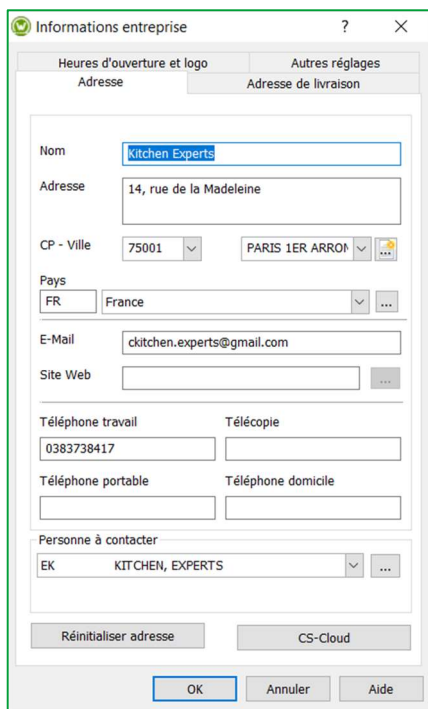 Informations entreprise ? X
Heures d'ouverture et logo Autres réglages
Adresse Adresse de livraison
Nom Kitchen Experts
Adresse 14, rue de la Madeleine
CP - Ville 75001 PARIS 1ER ARRON ...
Pays
FR France ...
E-Mail ckitchen.experts@gmail.com
Site Web ...
Téléphone travail Télécopie
0383738417
Téléphone portable Téléphone domicile
Personne à contacter
EK KITCHEN, EXPERTS ...
Réinitialiser adresse CS-Cloud
OK Annuler Aide